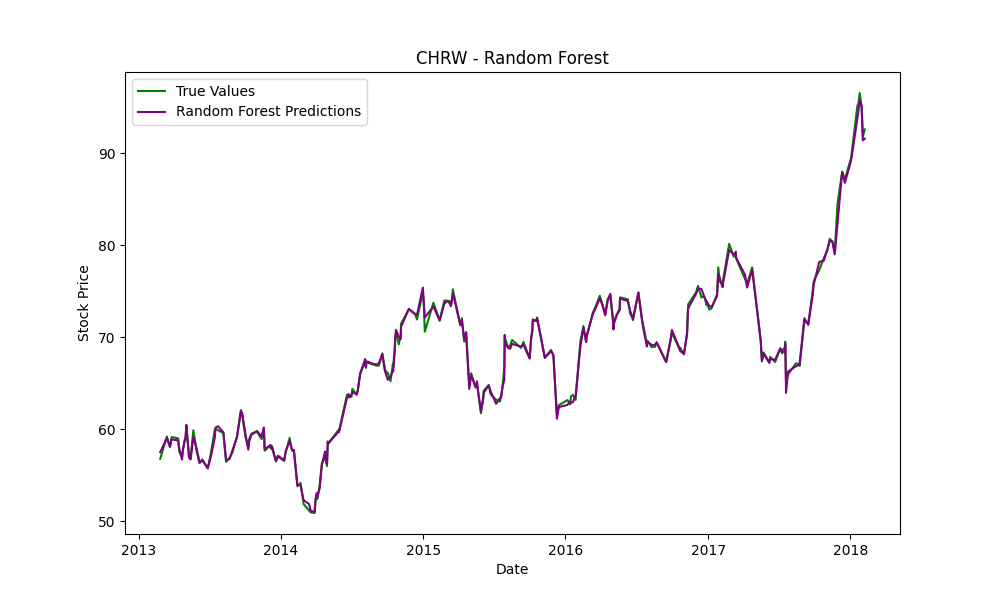 CHRW - Random Forest
True Values
Random Forest Predictions
Stock Price
90
80
70
60
50
2013 2014 2015 2016 2017 2018
Date